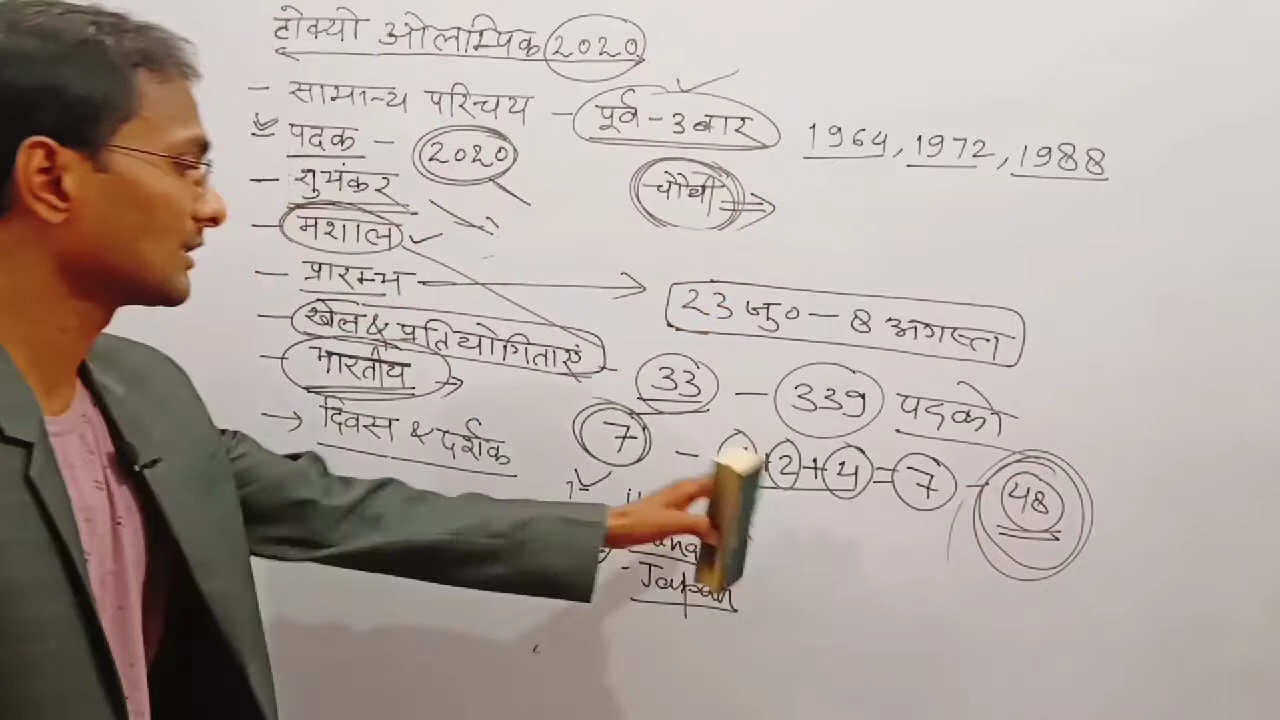 टोक्यो ओलम्पिक 2020
- सामान्य परिचय - पूर्व - 3 बार 1964, 1972, 1988
पदक - 2020 चौथी
- शुभंकर
- मशाल
- प्रारम्भ → 23 जु० - 8 अगस्त
- खेल & प्रतियोगिताएं - 33 - 339 पदको
- भारतीय 7 - +2+4=7 - 48
→ दिवस & दर्शक
- Japan